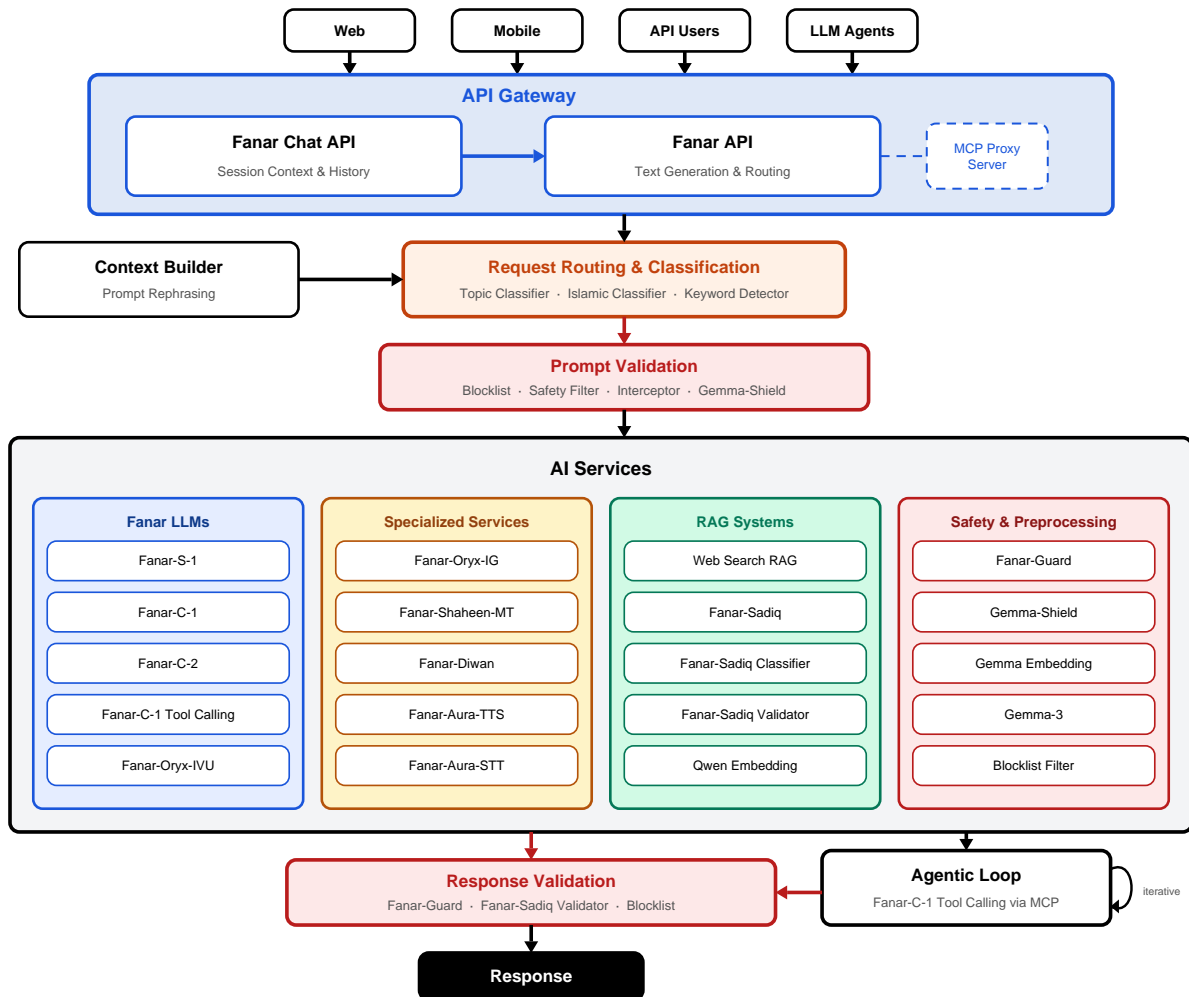 Web
Mobile
API Users
LLM Agents
API Gateway
Fanar Chat API
Session Context & History
Fanar API
Text Generation & Routing
MCP Proxy
Server
Context Builder
Prompt Rephrasing
Request Routing & Classification
Topic Classifier · Islamic Classifier · Keyword Detector
Prompt Validation
Blocklist · Safety Filter · Interceptor · Gemma-Shield
AI Services
Fanar LLMs
Fanar-S-1
Fanar-C-1
Fanar-C-2
Fanar-C-1 Tool Calling
Fanar-Oryx-IVU
Specialized Services
Fanar-Oryx-IG
Fanar-Shaheen-MT
Fanar-Diwan
Fanar-Aura-TTS
Fanar-Aura-STT
RAG Systems
Web Search RAG
Fanar-Sadiq
Fanar-Sadiq Classifier
Fanar-Sadiq Validator
Qwen Embedding
Safety & Preprocessing
Fanar-Guard
Gemma-Shield
Gemma Embedding
Gemma-3
Blocklist Filter
Response Validation
Fanar-Guard · Fanar-Sadiq Validator · Blocklist
Agentic Loop
Fanar-C-1 Tool Calling via MCP
iterative
Response